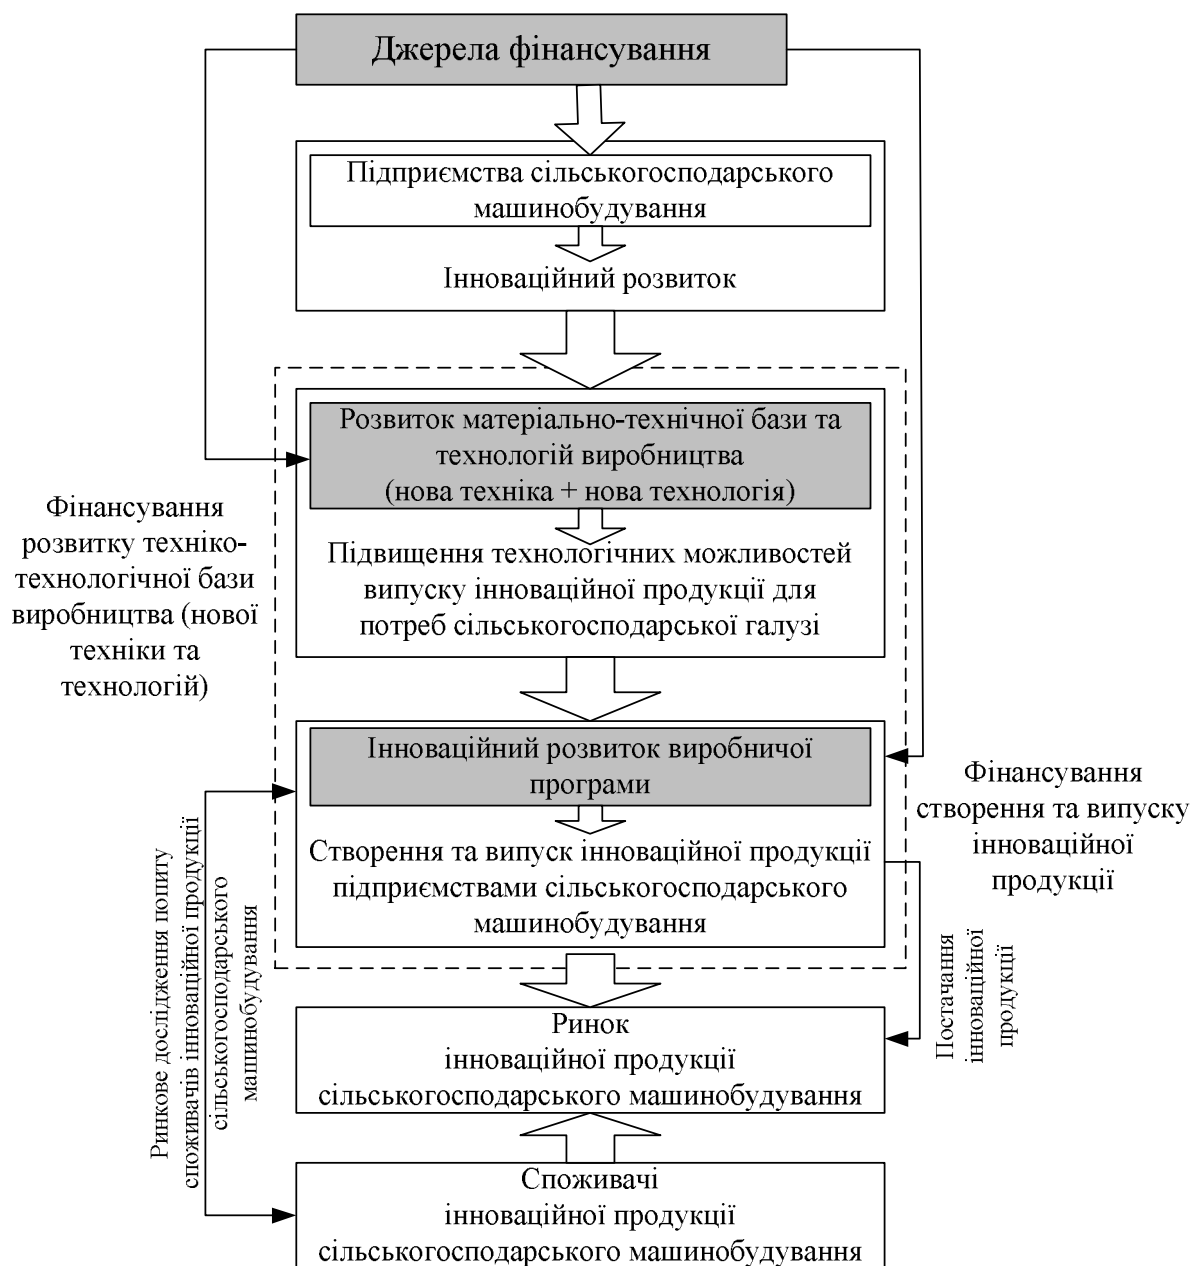 Джерела фінансування
Підприємства сільськогосподарського
машинобудування
Інноваційний розвиток
Розвиток матеріально-технічної бази та
технологій виробництва
(нова техніка + нова технологія)
Підвищення технологічних можливостей
випуску інноваційної продукції для
потреб сільськогосподарської галузі
Фінансування
розвитку техніко-
технологічної бази
виробництва (нової
техніки та
технологій)
Інноваційний розвиток виробничої
програми
Створення та випуск інноваційної продукції
підприємствами сільськогосподарського
машинобудування
Фінансування
створення та випуску
інноваційної
продукції
Ринкове дослідження попиту
споживачів інноваційної продукції
сільськогосподарського
машинобудування
Постачання
інноваційної
продукції
Ринок
інноваційної продукції
сільськогосподарського машинобудування
Споживачі
інноваційної продукції
сільськогосподарського машинобудування